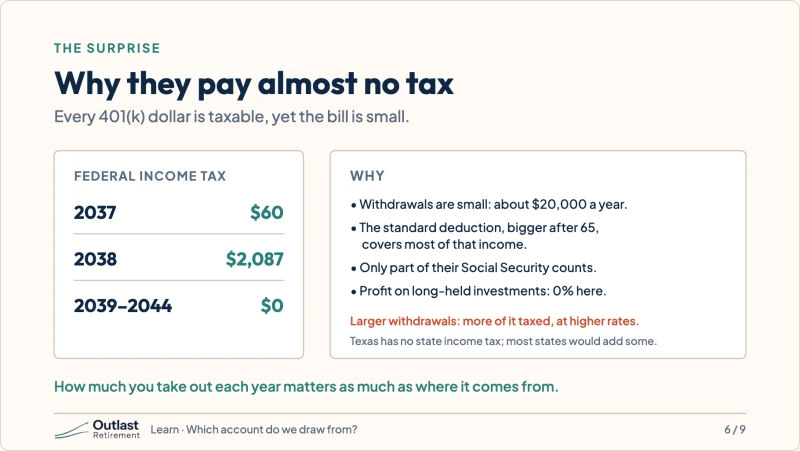 THE SURPRISE
Why they pay almost no tax
Every 401(k) dollar is taxable, yet the bill is small.
FEDERAL INCOME TAX
2037 $60
2038 $2,087
2039–2044 $0
WHY
• Withdrawals are small: about $20,000 a year.
• The standard deduction, bigger after 65,
covers most of that income.
• Only part of their Social Security counts.
• Profit on long-held investments: 0% here.
Larger withdrawals: more of it taxed, at higher rates.
Texas has no state income tax; most states would add some.
How much you take out each year matters as much as where it comes from.
Outlast
Retirement
Learn · Which account do we draw from?
6 / 9